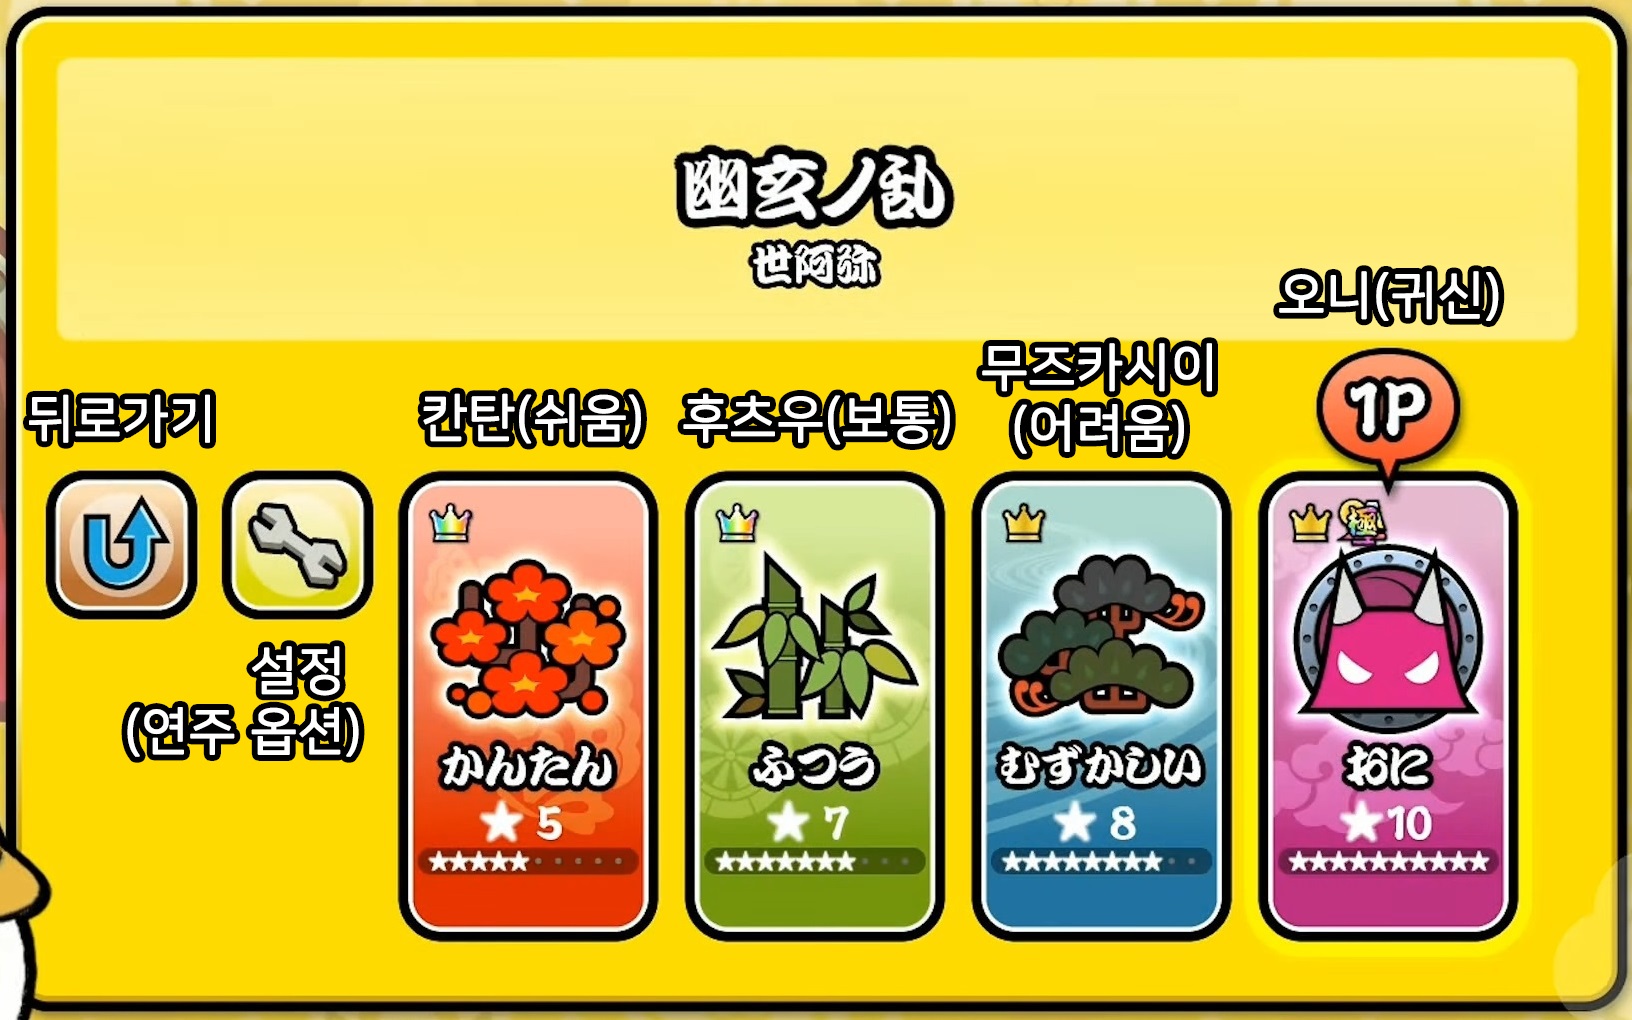 幽玄ノ乱
世阿弥
오니(귀신)
1P
뒤로가기
칸탄(쉬움)
후츠우(보통)
무즈카시이
(어려움)
설정
(연주 옵션)
極
かんたん
★5
ふつう
★7
むずかしい
★8
おに
★10